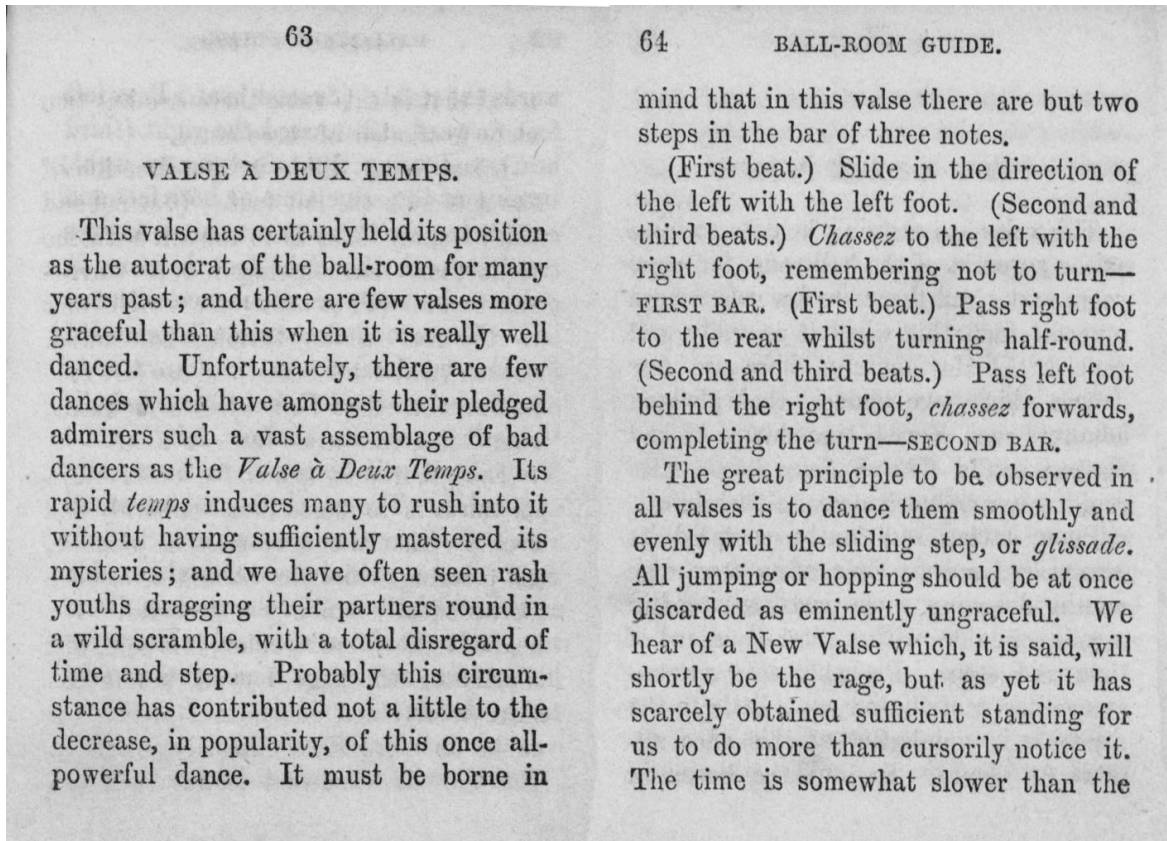 63
VALSE À DEUX TEMPS.
This valse has certainly held its position
as the autocrat of the ball-room for many
years past; and there are few valses more
graceful than this when it is really well
danced. Unfortunately, there are few
dances which have amongst their pledged
admirers such a vast assemblage of bad
dancers as the Valse à Deux Temps. Its
rapid temps induces many to rush into it
without having sufficiently mastered its
mysteries; and we have often seen rash
youths dragging their partners round in
a wild scramble, with a total disregard of
time and step. Probably this circum-
stance has contributed not a little to the
decrease, in popularity, of this once all-
powerful dance. It must be borne in
64 BALL-ROOM GUIDE.
mind that in this valse there are but two
steps in the bar of three notes.
(First beat.) Slide in the direction of
the left with the left foot. (Second and
third beats.) Chassez to the left with the
right foot, remembering not to turn—
FIRST BAR. (First beat.) Pass right foot
to the rear whilst turning half-round.
(Second and third beats.) Pass left foot
behind the right foot, chassez forwards,
completing the turn—SECOND BAR.
The great principle to be observed in
all valses is to dance them smoothly and
evenly with the sliding step, or glissade.
All jumping or hopping should be at once
discarded as eminently ungraceful. We
hear of a New Valse which, it is said, will
shortly be the rage, but as yet it has
scarcely obtained sufficient standing for
us to do more than cursorily notice it.
The time is somewhat slower than the